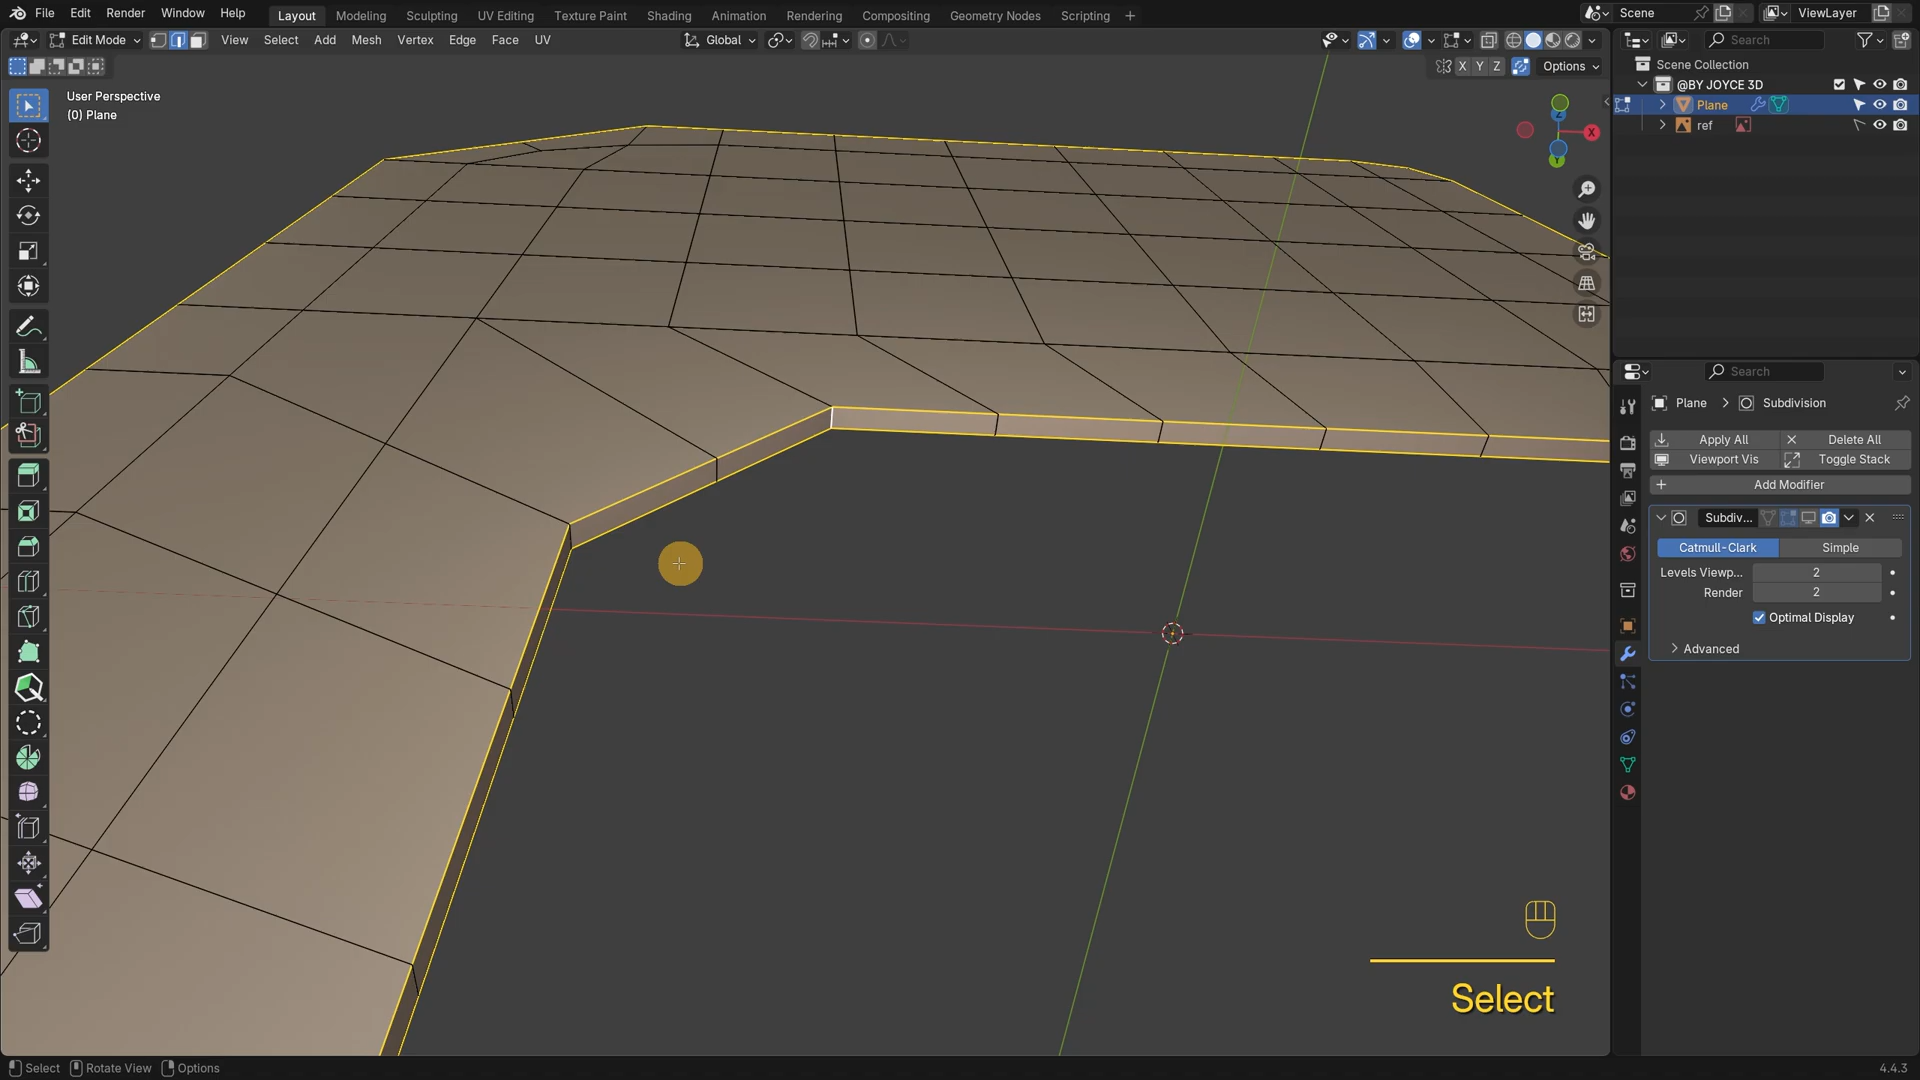 File Edit Render Window Help
Layout Modeling Sculpting UV Editing Texture Paint Shading Animation Rendering Compositing Geometry Nodes Scripting
Scene
ViewLayer
Edit Mode View Select Add Mesh Vertex Edge Face UV
Global
Search
Scene Collection
X Y Z Options
@BY JOYCE 3D
User Perspective
(0) Plane
Plane
ref
Z
X
Y
Search
Plane > Subdivision
Apply All Delete All
Viewport Vis Toggle Stack
Add Modifier
Subdiv...
Catmull-Clark Simple
Levels Viewp... 2
Render 2
Optimal Display
Advanced
Select
Select Rotate View Options
4.4.3